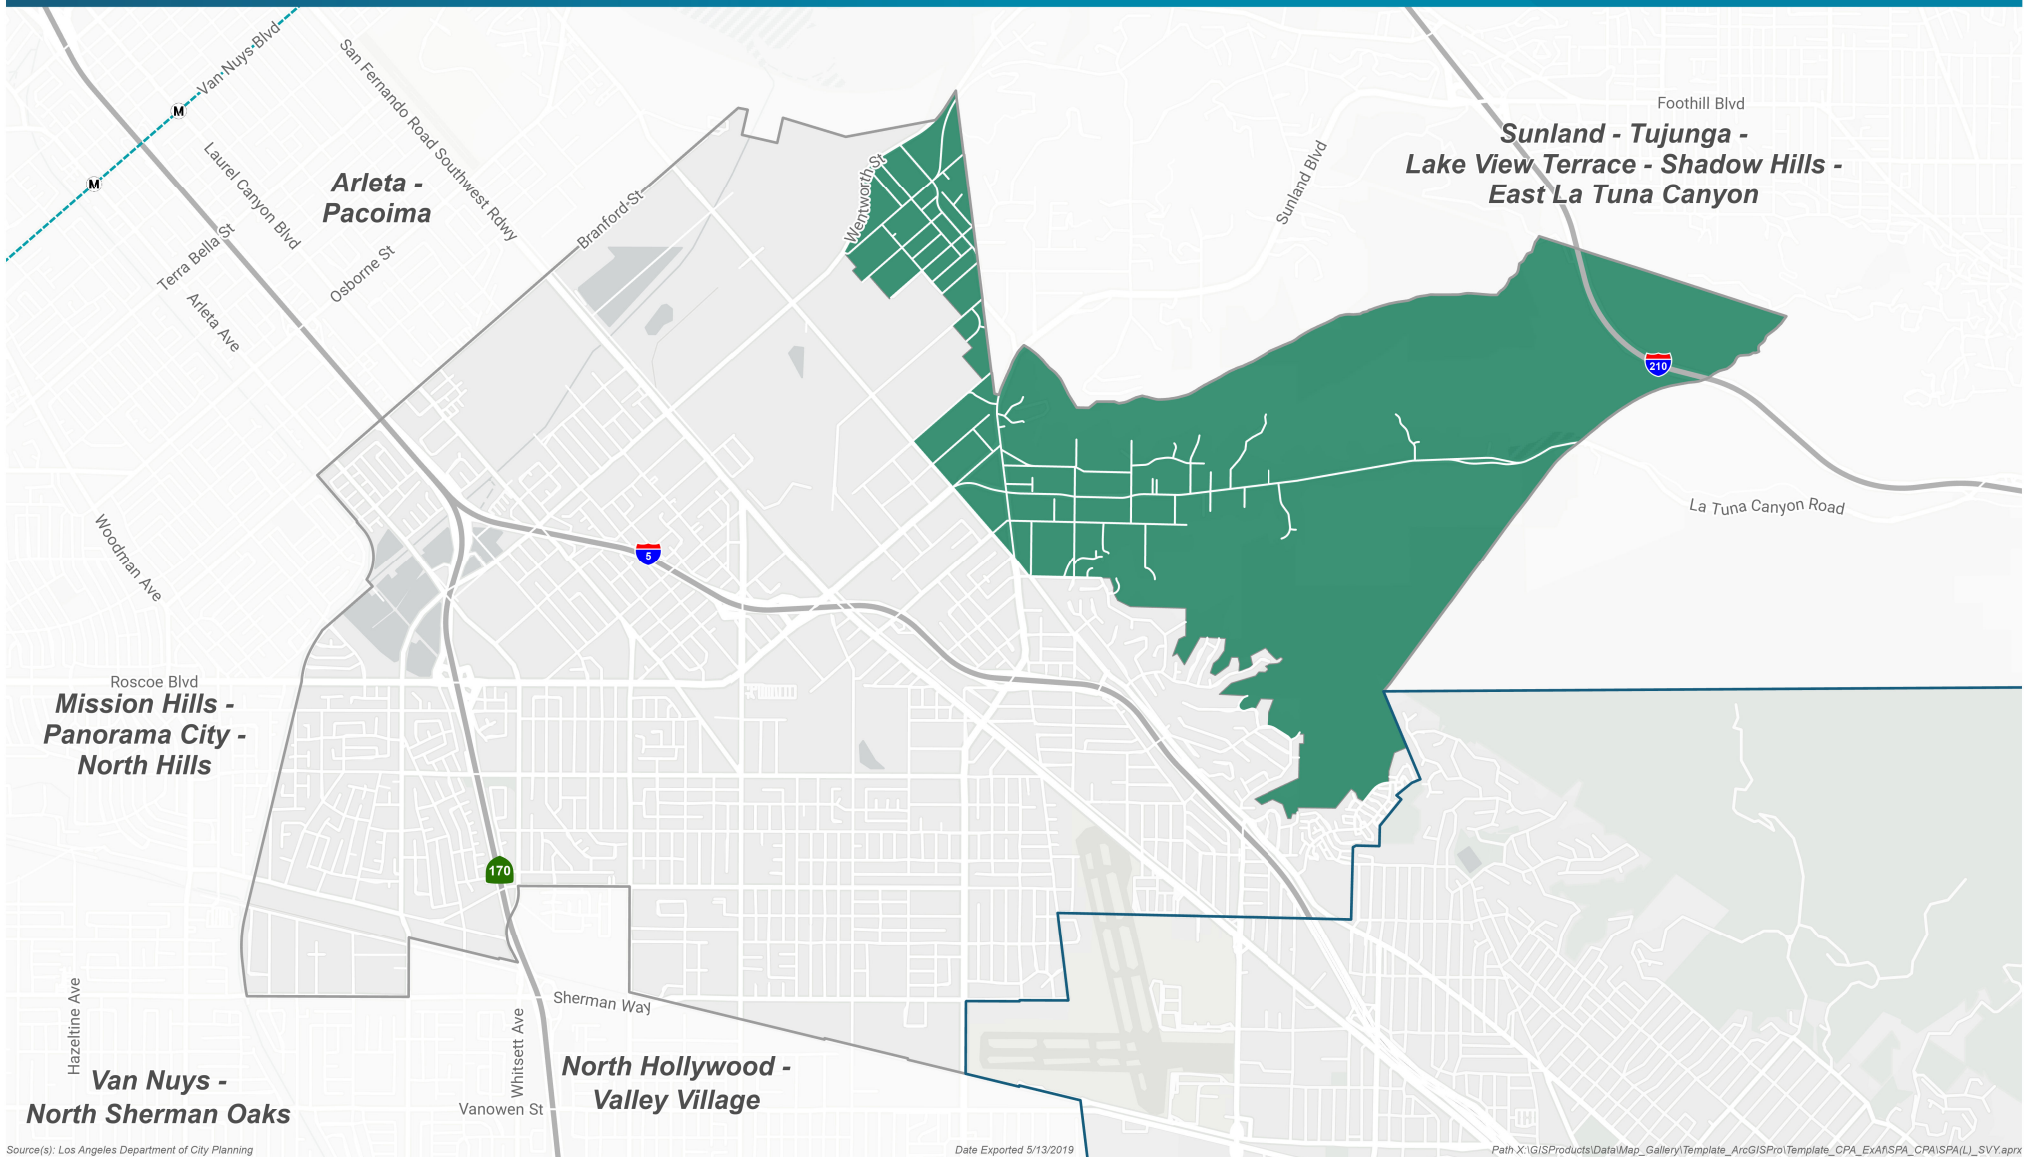 Van Nuys Blvd
M
M
San Fernando Road Southwest Rdwy
Foothill Blvd
Sunland - Tujunga -
Lake View Terrace - Shadow Hills -
East La Tuna Canyon
Sunland Blvd
Laurel Canyon Blvd
Arleta -
Pacoima
Wentworth St
Branford St
Terra Bella St
Osborne St
Arleta Ave
210
La Tuna Canyon Road
Woodman Ave
5
Roscoe Blvd
Mission Hills -
Panorama City -
North Hills
170
Sherman Way
Hazeltine Ave
Whitsett Ave
North Hollywood -
Valley Village
Van Nuys -
North Sherman Oaks
Vanowen St
Source(s): Los Angeles Department of City Planning
Date Exported 5/13/2019
Path X:\GISProducts\Data\Map_Gallery\Template_ArcGISPro\Template_CPA_ExAf\SPA_CPA\SPA(L)_SVY.aprx